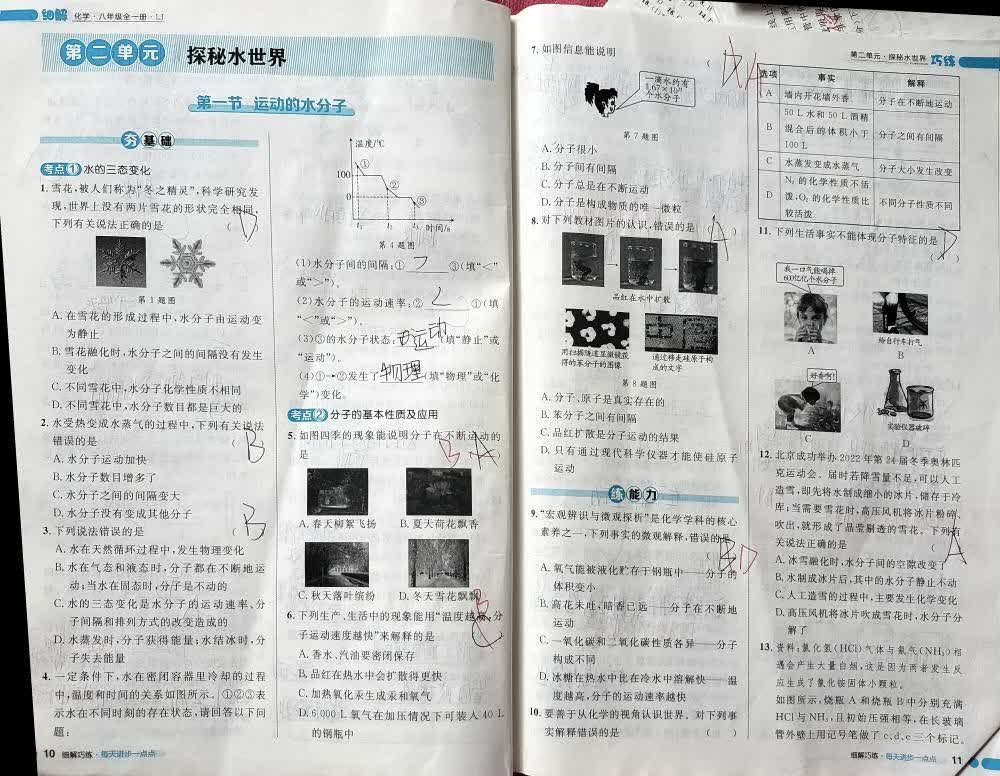 细解 化学·八年级全一册·LJ
第二单元 探秘水世界
第一节 运动的水分子
夯基础
考点1 水的三态变化
1. 雪花,被人们称为“冬之精灵”,科学研究发
现,世界上没有两片雪花的形状完全相同,
下列有关说法正确的是 ( D )
第1题图
A. 在雪花的形成过程中,水分子由运动变
为静止
B. 雪花融化时,水分子之间的间隔没有发生
变化
C. 不同雪花中,水分子化学性质不相同
D. 不同雪花中,水分子数目都是巨大的
2. 水受热变成水蒸气的过程中,下列有关说法
错误的是 ( B )
A. 水分子运动加快
B. 水分子数目增多了
C. 水分子之间的间隔变大
D. 水分子没有变成其他分子
3. 下列说法错误的是 ( B )
A. 水在天然循环过程中,发生物理变化
B. 水在气态和液态时,分子都在不断地运
动;当水在固态时,分子是不动的
C. 水的三态变化是水分子的运动速率、分
子间隔和排列方式的改变造成的
D. 水蒸发时,分子获得能量;水结冰时,分
子失去能量
4. 一定条件下,水在密闭容器里冷却的过程
中,温度和时间的关系如图所示。①②③表
示水在不同时刻的存在状态,请回答以下问
题:
10 细解巧练·每天进步一点点
温度/℃
100
0
① ② ③
t₁ t₂ t₃ 时间/s
第4题图
(1)水分子间的间隔:① > ③(填“<”
或“>”)。
(2)水分子的运动速率:② < ①(填
“<”或“>”)。
(3)③的水分子状态: 运动 (填“静止”或
“运动”)。
(4)①→②发生了 物理 (填“物理”或“化
学”)变化。
考点2 分子的基本性质及应用
5. 如图四季的现象能说明分子在不断运动的
是 ( B
A. 春天柳絮飞扬 B. 夏天荷花飘香
C. 秋天落叶缤纷 D. 冬天雪花飘飘
6. 下列生产、生活中的现象能用“温度越高,分
子运动速度越快”来解释的是
B
A. 香水、汽油要密闭保存
B. 品红在热水中会扩散得更快
C. 加热氧化汞生成汞和氧气
D. 6 000 L 氧气在加压情况下可装入 40 L
的钢瓶中
7. 如图信息能说明 ( A
一滴水约有
1.67×10²¹
个水分子
第7题图
A. 分子很小
B. 分子间有间隔
C. 分子总是在不断运动
D. 分子是构成物质的唯一微粒
8. 对下列教材图片的认识,错误的是 ( A )
品红在水中扩散
用扫描隧道显微镜获
得的苯分子的图像
通过移走硅原子构
成的文字
第8题图
A. 分子、原子是真实存在的
B. 苯分子之间有间隔
C. 品红扩散是分子运动的结果
D. 只有通过现代科学仪器才能使硅原子
运动
练能力
9. “宏观辨识与微观探析”是化学学科的核心
素养之一,下列事实的微观解释,错误的是
( D
A. 氧气能被液化贮存于钢瓶中——分子的
体积变小
B. 荷花未吐,暗香已远——分子在不断地
运动
C. 一氧化碳和二氧化碳性质各异——分子
构成不同
D. 冰糖在热水中比在冷水中溶解快——温
度越高,分子的运动速率越快
10. 要善于从化学的视角认识世界。对下列事
实解释错误的是 ( )
第二单元·探秘水世界 巧练
选项 事实 解释
A 墙内开花墙外香 分子在不断地运动
B 50 L 水和 50 L 酒精混合后的体积小于100 L 分子之间有间隔
C 水蒸发变成水蒸气 分子大小发生改变
D N₂ 的化学性质不活泼,O₂ 的化学性质比较活泼 不同分子性质不同
11. 下列生活事实不能体现分子特征的是
( D )
我一口气能喝掉
600亿亿个水分子
A
给自行车打气
B
好香啊!
C
实验仪器破碎
D
12. 北京成功举办 2022 年第 24 届冬季奥林匹
克运动会。届时若降雪量不足,可以人工
造雪,即先将水制成细小的冰片,储存于冷
库;当需要雪花时,高压风机将冰片粉碎、
吹出,就形成了晶莹剔透的雪花。下列有
关说法正确的是 ( A
A. 冰雪融化时,水分子间的空隙改变了
B. 水制成冰片后,其中的水分子静止不动
C. 人工造雪的过程中,主要发生化学变化
D. 高压风机将冰片吹成雪花时,水分子分
解了
13. 资料:氯化氢(HCl)气体与氨气(NH₃)相
遇会产生大量白烟,这是因为两者发生反
应生成了氯化铵固体小颗粒。
如图所示,烧瓶 A 和烧瓶 B 中分别充满
HCl 与 NH₃,且初始压强相等,在长玻璃
管外壁上用记号笔做了 c、d、e 三个标记。
细解巧练·每天进步一点点 11